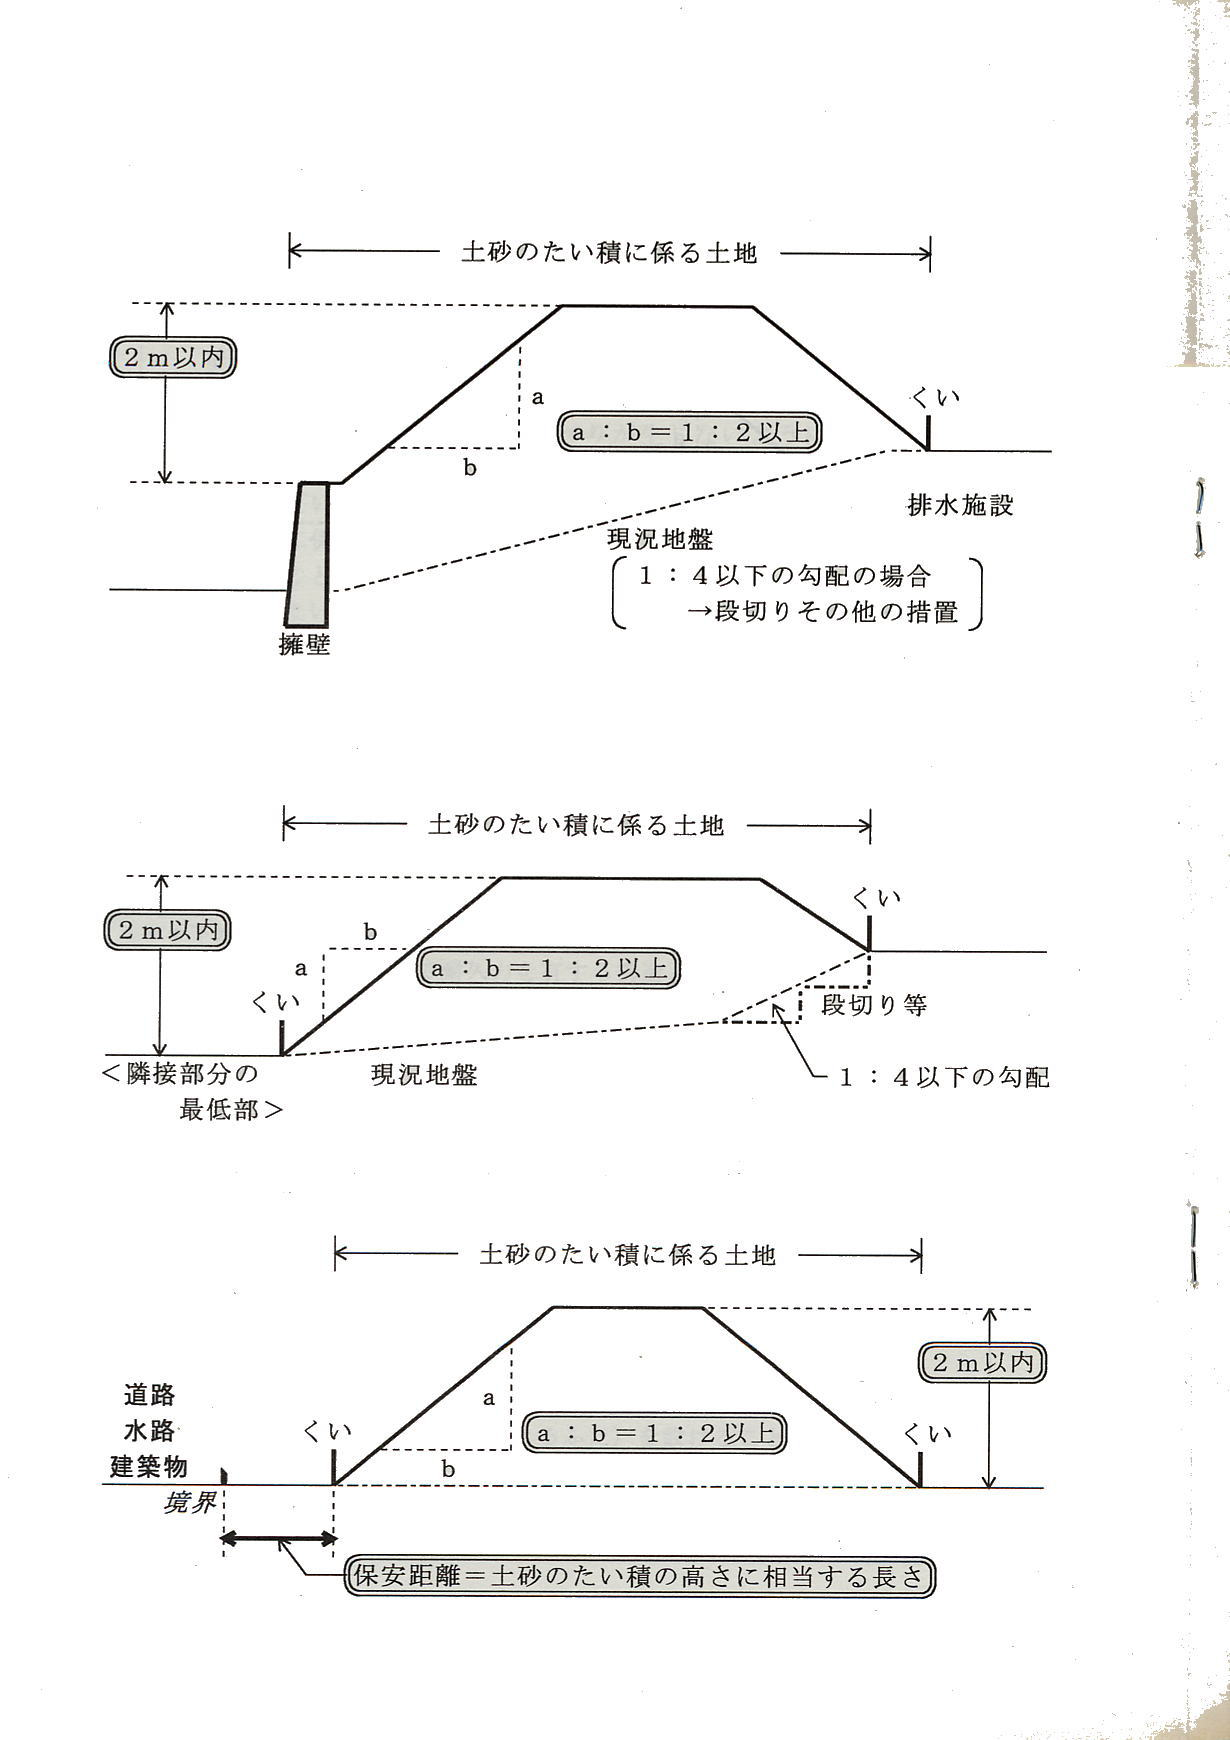 土砂のたい積に係る土地
2m以内
くい
a
a：b＝1：2以上
b
排水施設
現況地盤
1：4以下の勾配の場合
→段切りその他の措置
擁壁
土砂のたい積に係る土地
くい
2m以内
b
a：b＝1：2以上
a
くい
段切り等
＜隣接部分の
最低部＞
現況地盤
1：4以下の勾配
土砂のたい積に係る土地
2m以内
道路
水路
建築物
a
くい
a：b＝1：2以上
くい
b
境界
保安距離＝土砂のたい積の高さに相当する長さ